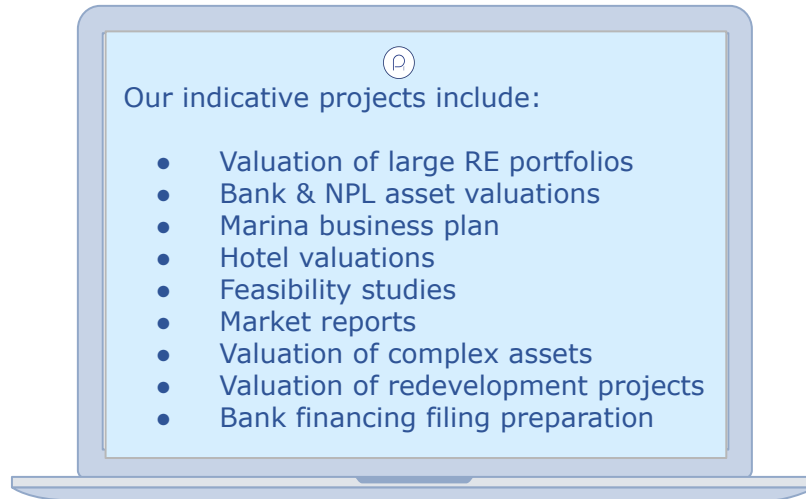 Our indicative projects include:
● Valuation of large RE portfolios
● Bank & NPL asset valuations
● Marina business plan
● Hotel valuations
● Feasibility studies
● Market reports
● Valuation of complex assets
● Valuation of redevelopment projects
● Bank financing filing preparation